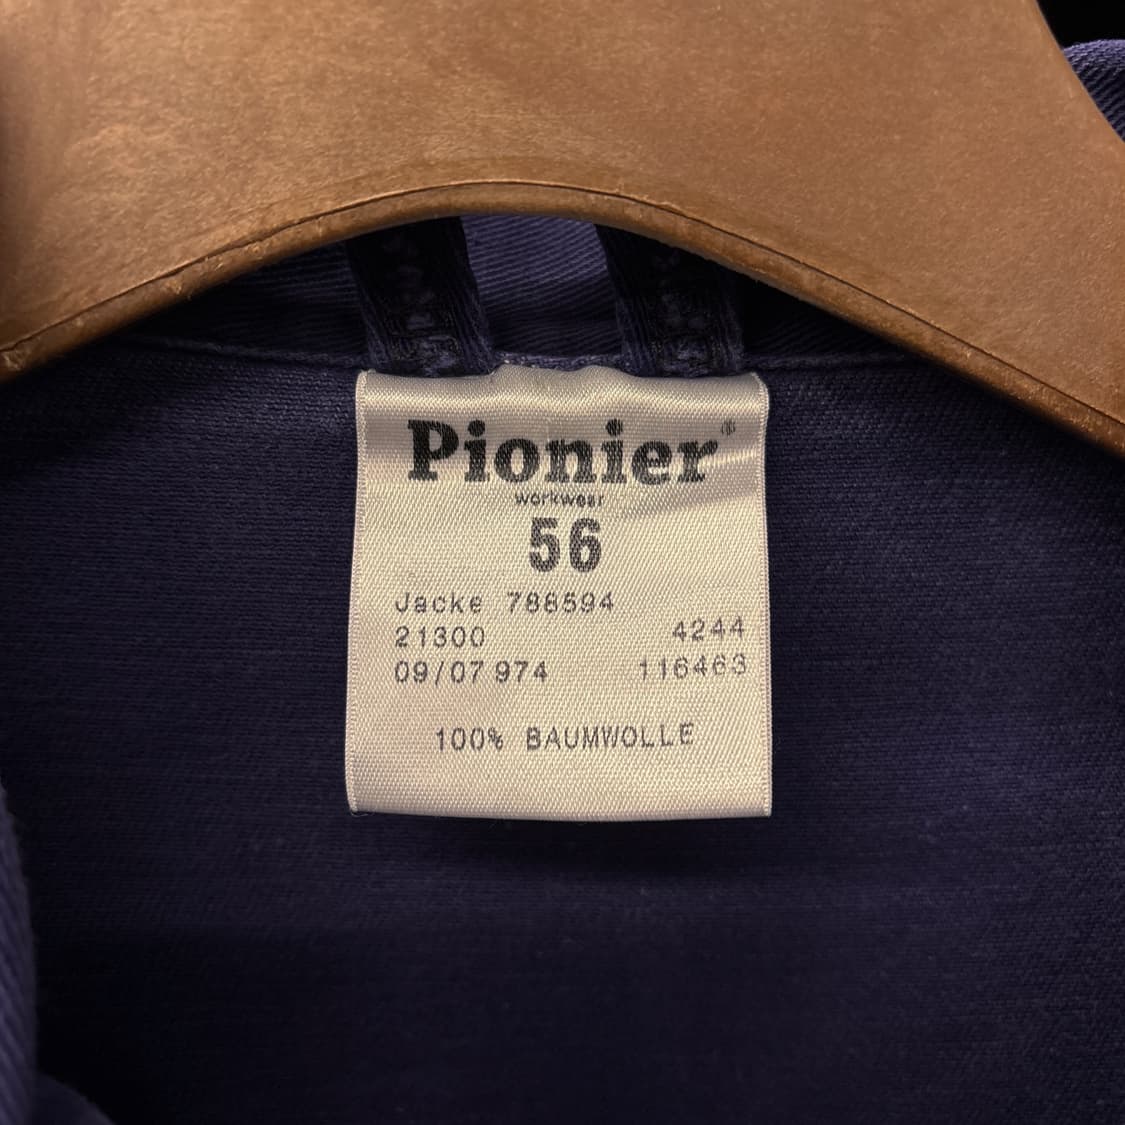 Pionier®
workwear
56
Jacke 788594
21300 4244
09/07 974 116463
100% BAUMWOLLE